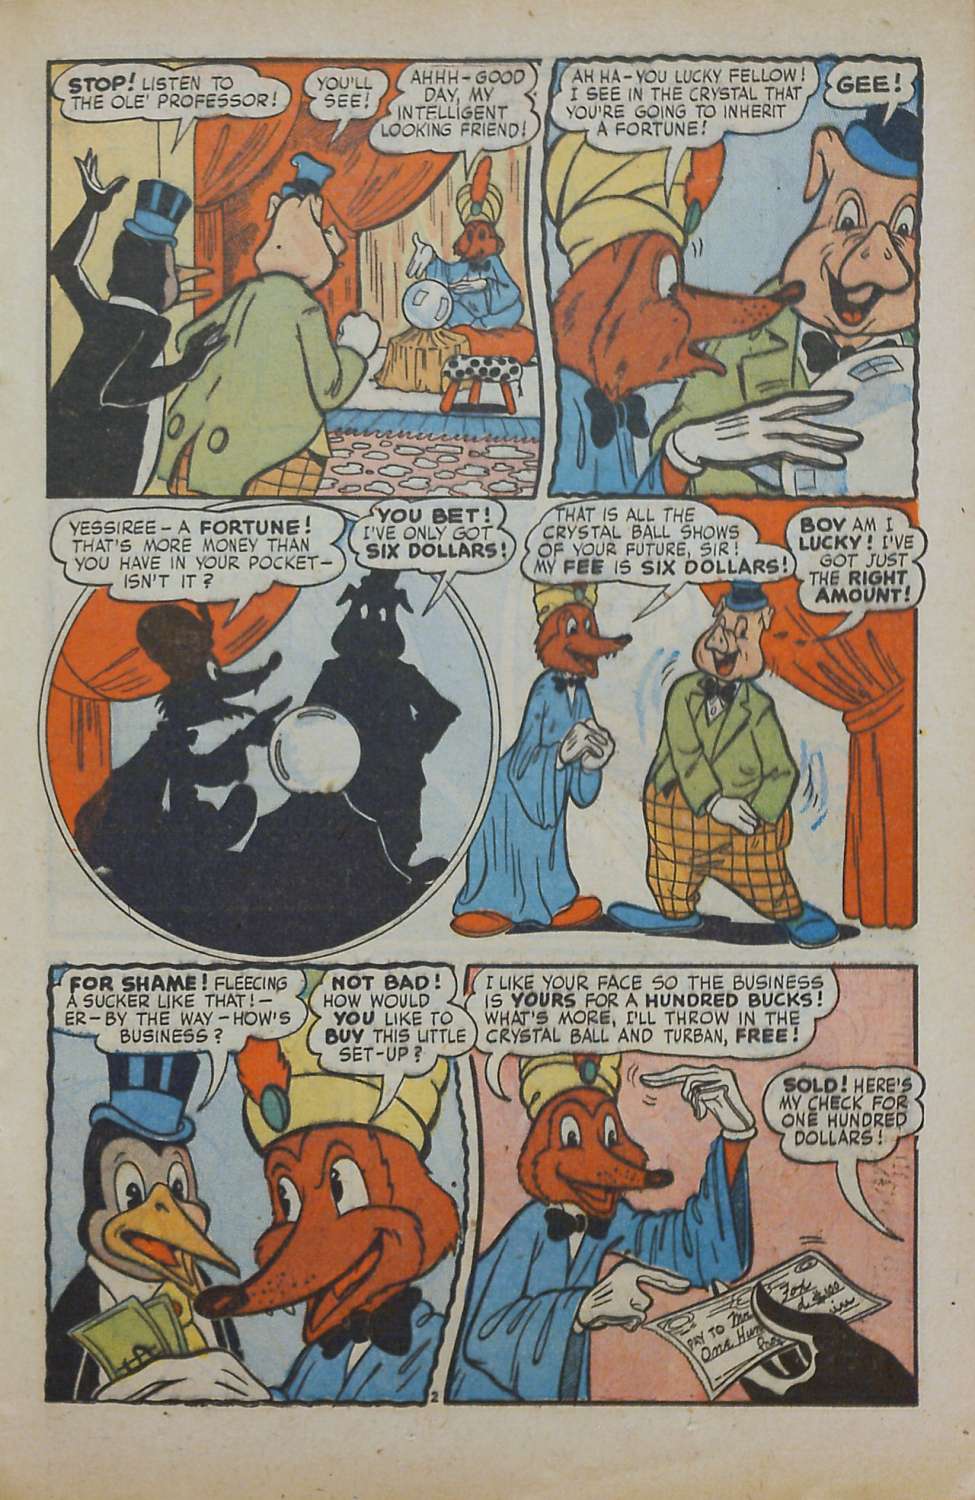 STOP! LISTEN TO
THE OLE' PROFESSOR!
YOU'LL
SEE!
AHHH-GOOD
DAY, MY
INTELLIGENT
LOOKING FRIEND!
AH HA-YOU LUCKY FELLOW!
I SEE IN THE CRYSTAL THAT
YOU'RE GOING TO INHERIT
A FORTUNE!
GEE!
YESSIREE-A FORTUNE!
THAT'S MORE MONEY THAN
YOU HAVE IN YOUR POCKET-
ISN'T IT?
YOU BET!
I'VE ONLY GOT
SIX DOLLARS!
THAT IS ALL THE
CRYSTAL BALL SHOWS
OF YOUR FUTURE, SIR!
MY FEE IS SIX DOLLARS!
BOY AM I
LUCKY! I'VE
GOT JUST
THE RIGHT
AMOUNT!
FOR SHAME! FLEECING
A SUCKER LIKE THAT!-
ER-BY THE WAY-HOW'S
BUSINESS?
NOT BAD!
HOW WOULD
YOU LIKE TO
BUY THIS LITTLE
SET-UP?
2
I LIKE YOUR FACE SO THE BUSINESS
IS YOURS FOR A HUNDRED BUCKS!
WHAT'S MORE, I'LL THROW IN THE
CRYSTAL BALL AND TURBAN, FREE!
SOLD! HERE'S
MY CHECK FOR
ONE HUNDRED
DOLLARS!
PAY TO Mr. Fox
One Hun
$100